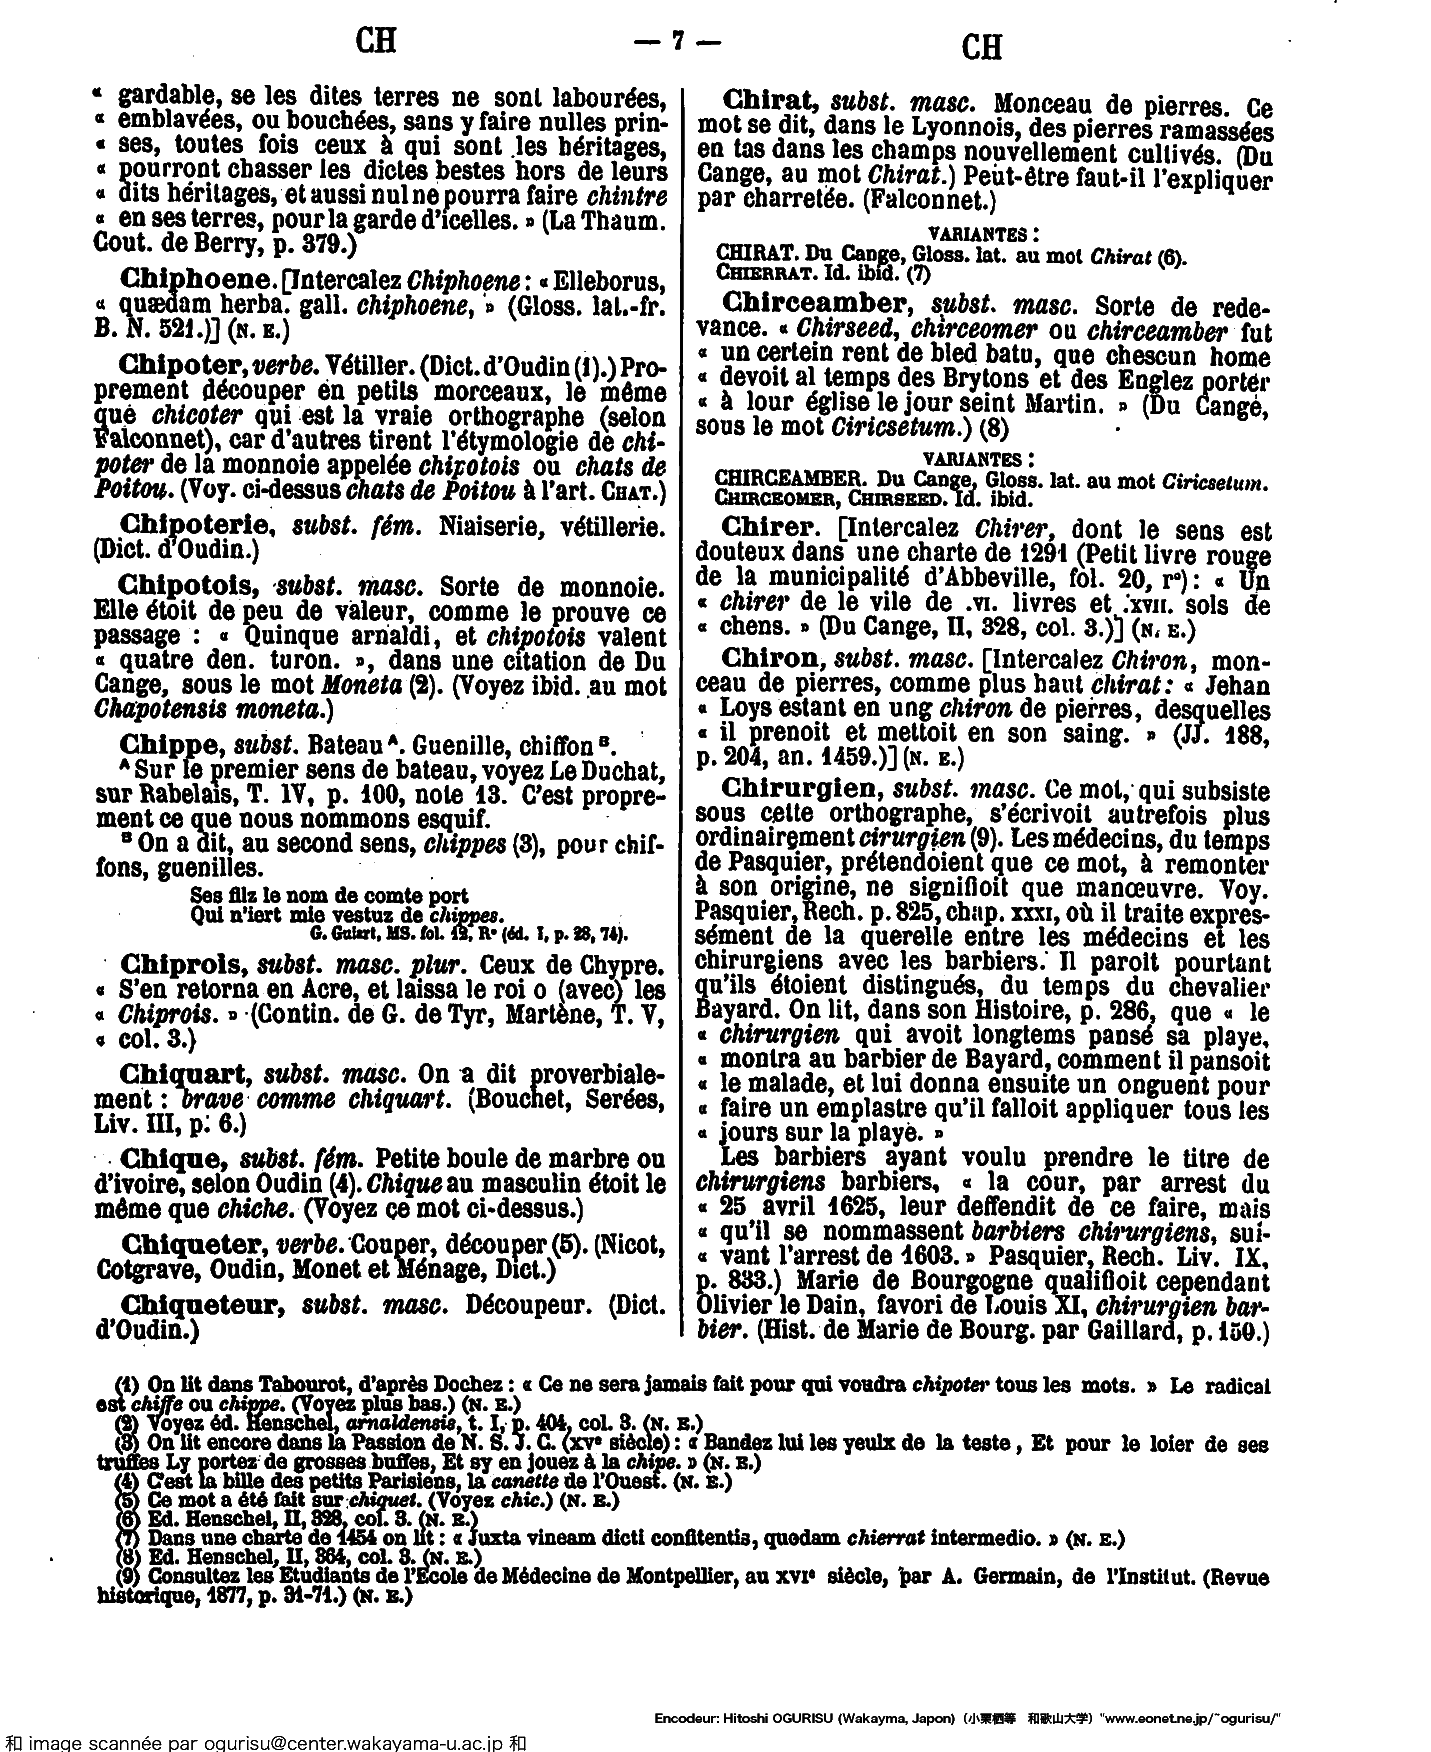 CH
— 7 —
CH
« gardable, se les dites terres ne sont labourées,
« emblavées, ou bouchées, sans y faire nulles prin-
« ses, toutes fois ceux à qui sont les héritages,
« pourront chasser les dictes bestes hors de leurs
« dits héritages, et aussi nul ne pourra faire chintre
« en ses terres, pour la garde d'icelles. » (La Thaum.
Cout. de Berry, p. 379.)
Chiphoene. [Intercalez Chiphoene : « Elleborus,
« quædam herba. gall. chiphoene, » (Gloss. lat.-fr.
B. N. 521.)] (N. E.)
Chipoter, verbe. Vétiller. (Dict. d'Oudin (1).) Pro-
prement découper en petits morceaux, le même
que chicoter qui est la vraie orthographe (selon
Falconnet), car d'autres tirent l'étymologie de chi-
poter de la monnoie appelée chipotois ou chats de
Poitou. (Voy. ci-dessus chats de Poitou à l'art. CHAT.)
Chipoterie, subst. fém. Niaiserie, vétillerie.
(Dict. d'Oudin.)
Chipotois, subst. masc. Sorte de monnoie.
Elle étoit de peu de valeur, comme le prouve ce
passage : « Quinque arnaldi, et chipotois valent
« quatre den. turon. », dans une citation de Du
Cange, sous le mot Moneta (2). (Voyez ibid. au mot
Chapotensis moneta.)
Chippe, subst. Bateau ᴬ. Guenille, chiffon ᴮ.
ᴬ Sur le premier sens de bateau, voyez Le Duchat,
sur Rabelais, T. IV, p. 100, note 13. C'est propre-
ment ce que nous nommons esquif.
ᴮ On a dit, au second sens, chippes (3), pour chif-
fons, guenilles.
Ses filz le nom de comte port
Qui n'iert mie vestuz de chippes.
G. Guiart, MS. fol. 12, R° (éd. I, p. 28, 74).
Chiprois, subst. masc. plur. Ceux de Chypre.
« S'en retorna en Acre, et laissa le roi o (avec) les
« Chiprois. » (Contin. de G. de Tyr, Martène, T. V,
« col. 3.)
Chiquart, subst. masc. On a dit proverbiale-
ment : brave comme chiquart. (Bouchet, Serées,
Liv. III, p. 6.)
Chique, subst. fém. Petite boule de marbre ou
d'ivoire, selon Oudin (4). Chique au masculin étoit le
même que chiche. (Voyez ce mot ci-dessus.)
Chiqueter, verbe. Couper, découper (5). (Nicot,
Cotgrave, Oudin, Monet et Ménage, Dict.)
Chiqueteur, subst. masc. Découpeur. (Dict.
d'Oudin.)
Chirat, subst. masc. Monceau de pierres. Ce
mot se dit, dans le Lyonnois, des pierres ramassées
en tas dans les champs nouvellement cultivés. (Du
Cange, au mot Chirat.) Peut-être faut-il l'expliquer
par charretée. (Falconnet.)
VARIANTES :
CHIRAT. Du Cange, Gloss. lat. au mot Chirat (6).
CHIERRAT. Id. ibid. (7)
Chirceamber, subst. masc. Sorte de rede-
vance. « Chirseed, chirceomer ou chirceamber fut
« un certein rent de bled batu, que chescun home
« devoit al temps des Brytons et des Englez porter
« à lour église le jour seint Martin. » (Du Cange,
sous le mot Ciricsetum.) (8)
VARIANTES :
CHIRCEAMBER. Du Cange, Gloss. lat. au mot Ciricsetum.
CHIRCEOMER, CHIRSEED. Id. ibid.
Chirer. [Intercalez Chirer, dont le sens est
douteux dans une charte de 1291 (Petit livre rouge
de la municipalité d'Abbeville, fol. 20, r°) : « Un
« chirer de le vile de .VI. livres et .XVII. sols de
« chens. » (Du Cange, II, 328, col. 3.)] (N. E.)
Chiron, subst. masc. [Intercalez Chiron, mon-
ceau de pierres, comme plus haut chirat : « Jehan
« Loys estant en ung chiron de pierres, desquelles
« il prenoit et mettoit en son saing. » (JJ. 188,
p. 204, an. 1459.)] (N. E.)
Chirurgien, subst. masc. Ce mot, qui subsiste
sous cette orthographe, s'écrivoit autrefois plus
ordinairement cirurgien (9). Les médecins, du temps
de Pasquier, prétendoient que ce mot, à remonter
à son origine, ne signifioit que manœuvre. Voy.
Pasquier, Rech. p. 825, chap. XXXI, où il traite expres-
sément de la querelle entre les médecins et les
chirurgiens avec les barbiers. Il paroit pourtant
qu'ils étoient distingués, du temps du chevalier
Bayard. On lit, dans son Histoire, p. 286, que « le
« chirurgien qui avoit longtems pansé sa playe,
« montra au barbier de Bayard, comment il pansoit
« le malade, et lui donna ensuite un onguent pour
« faire un emplastre qu'il falloit appliquer tous les
« jours sur la playe. »
Les barbiers ayant voulu prendre le titre de
chirurgiens barbiers, « la cour, par arrest du
« 25 avril 1625, leur deffendit de ce faire, mais
« qu'il se nommassent barbiers chirurgiens, sui-
« vant l'arrest de 1603. » Pasquier, Rech. Liv. IX,
p. 833.) Marie de Bourgogne qualifioit cependant
Olivier le Dain, favori de Louis XI, chirurgien bar-
bier. (Hist. de Marie de Bourg. par Gaillard, p. 150.)
(1) On lit dans Tabourot, d'après Dochez : « Ce ne sera jamais fait pour qui voudra chipoter tous les mots. » Le radical
est chiffe ou chippe. (Voyez plus bas.) (N. E.)
(2) Voyez éd. Henschel, arnaldensis, t. I, p. 404, col. 3. (N. E.)
(3) On lit encore dans la Passion de N. S. J. C. (XVe siècle) : « Bandez lui les yeulx de la teste, Et pour le loier de ses
truffes Ly portez de grosses buffes, Et sy en jouez à la chipe. » (N. E.)
(4) C'est la bille des petits Parisiens, la canette de l'Ouest. (N. E.)
(5) Ce mot a été fait sur chiquet. (Voyez chic.) (N. E.)
(6) Ed. Henschel, II, 328, col. 3. (N. E.)
(7) Dans une charte de 1454 on lit : « Juxta vineam dicti confitentis, quodam chierrat intermedio. » (N. E.)
(8) Ed. Henschel, II, 364, col. 3. (N. E.)
(9) Consultez les Etudiants de l'Ecole de Médecine de Montpellier, au XVIe siècle, par A. Germain, de l'Institut. (Revue
historique, 1877, p. 31-71.) (N. E.)
Encodeur: Hitoshi OGURISU (Wakayma, Japon) (小栗栖等 和歌山大学) "www.eonet.ne.jp/~ogurisu/"
和 image scannée par ogurisu@center.wakayama-u.ac.jp 和